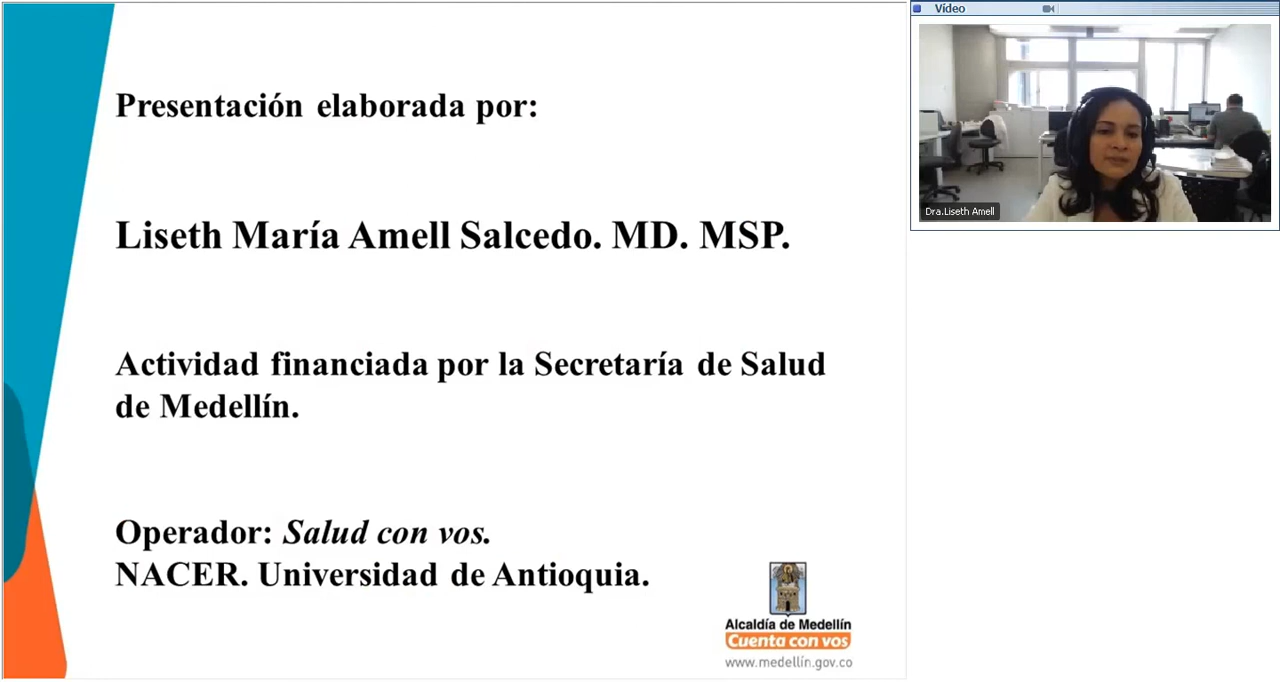 Presentación elaborada por:
Liseth María Amell Salcedo. MD. MSP.
Actividad financiada por la Secretaría de Salud
de Medellín.
Operador: Salud con vos.
NACER. Universidad de Antioquia.
Alcaldía de Medellín
Cuenta con vos
www.medellín.gov.co
Vídeo
Dra.Liseth Amell